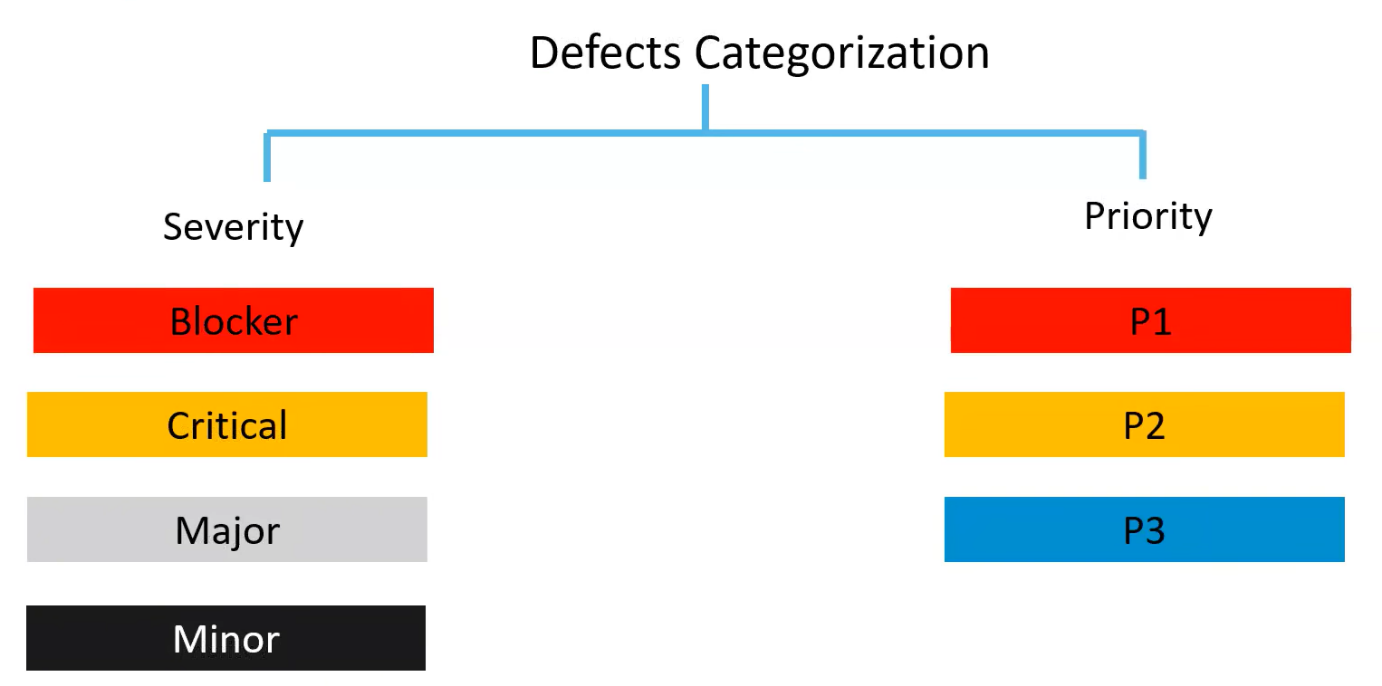 Defects Categorization
Severity
Priority
Blocker
P1
Critical
P2
Major
P3
Minor